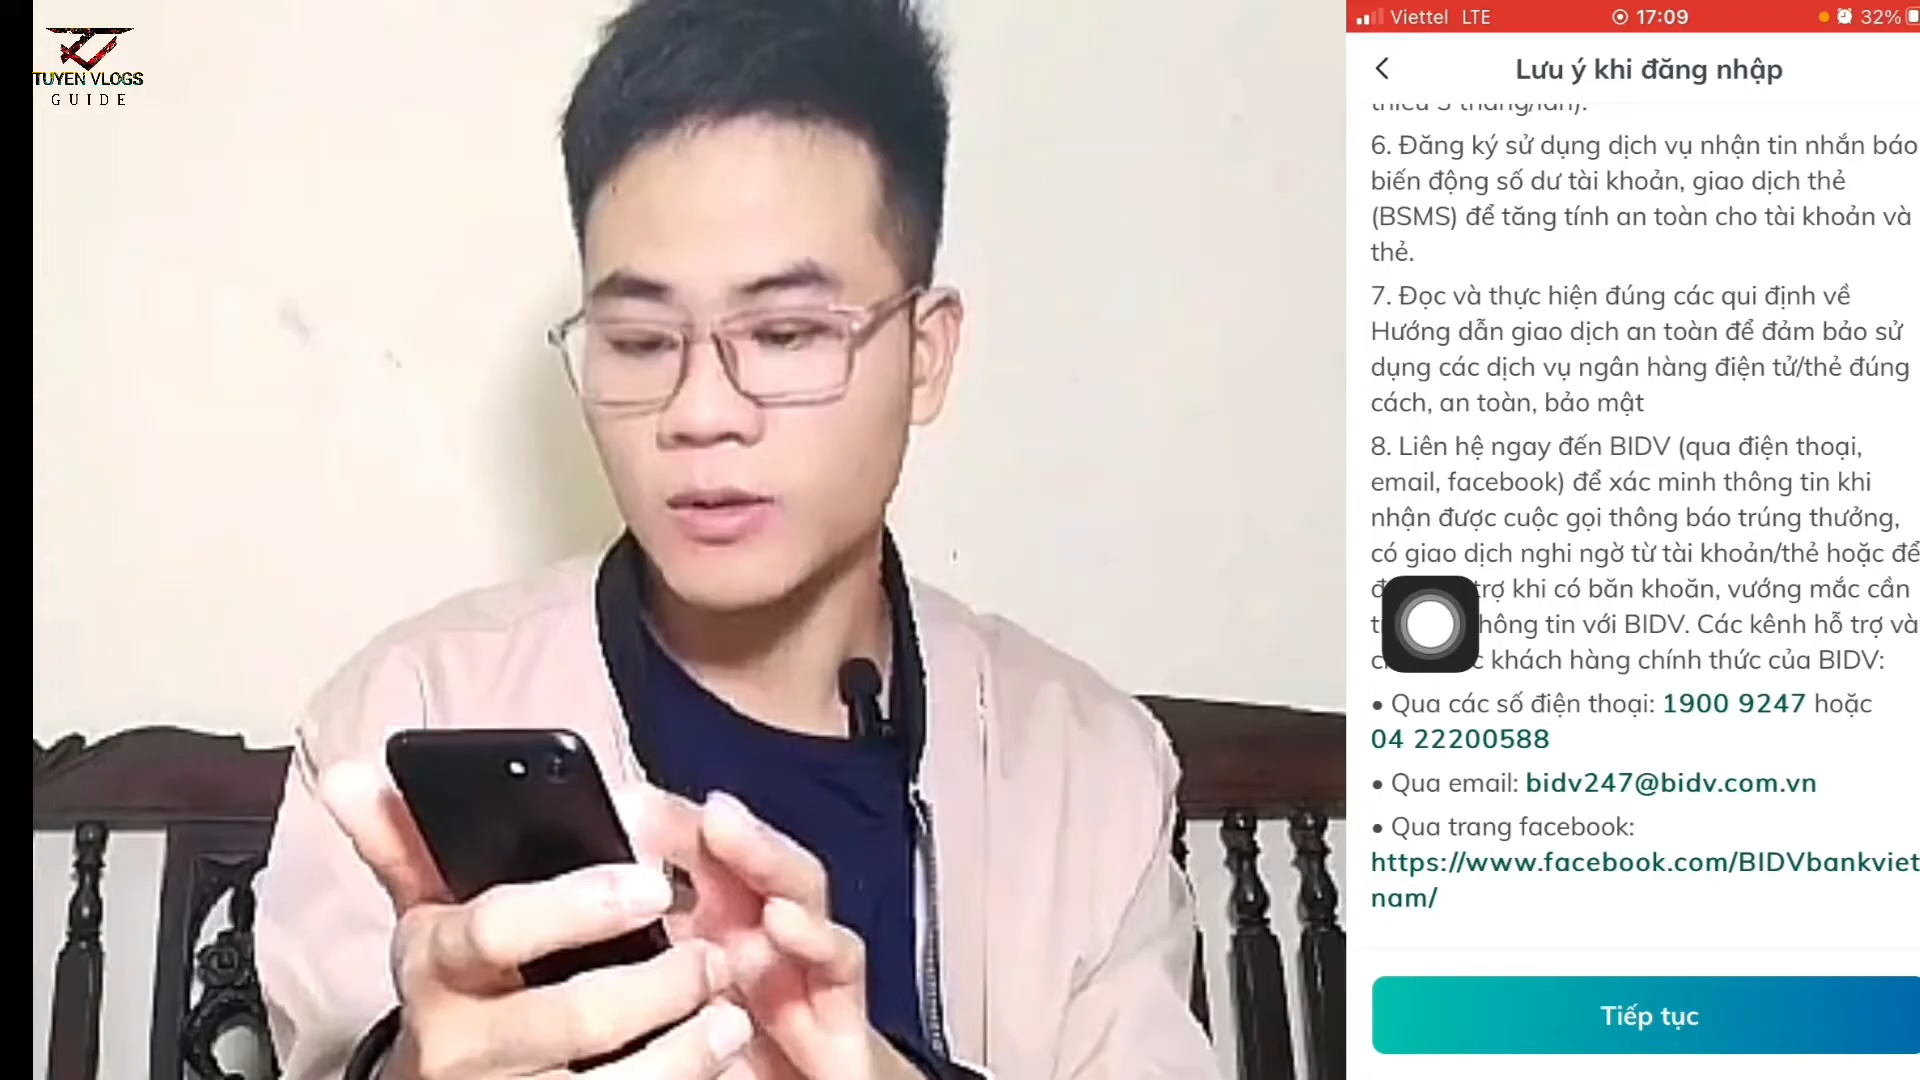 TUYEN VLOGS
GUIDE
Viettel LTE 17:09 32%
Lưu ý khi đăng nhập
6. Đăng ký sử dụng dịch vụ nhận tin nhắn báo
biến động số dư tài khoản, giao dịch thẻ
(BSMS) để tăng tính an toàn cho tài khoản và
thẻ.
7. Đọc và thực hiện đúng các qui định về
Hướng dẫn giao dịch an toàn để đảm bảo sử
dụng các dịch vụ ngân hàng điện tử/thẻ đúng
cách, an toàn, bảo mật
8. Liên hệ ngay đến BIDV (qua điện thoại,
email, facebook) để xác minh thông tin khi
nhận được cuộc gọi thông báo trúng thưởng,
có giao dịch nghi ngờ từ tài khoản/thẻ hoặc để
khi có băn khoăn, vướng mắc cần
tin với BIDV. Các kênh hỗ trợ và
khách hàng chính thức của BIDV:
• Qua các số điện thoại: 1900 9247 hoặc
04 22200588
• Qua email: bidv247@bidv.com.vn
• Qua trang facebook:
https://www.facebook.com/BIDVbankviet
nam/
Tiếp tục